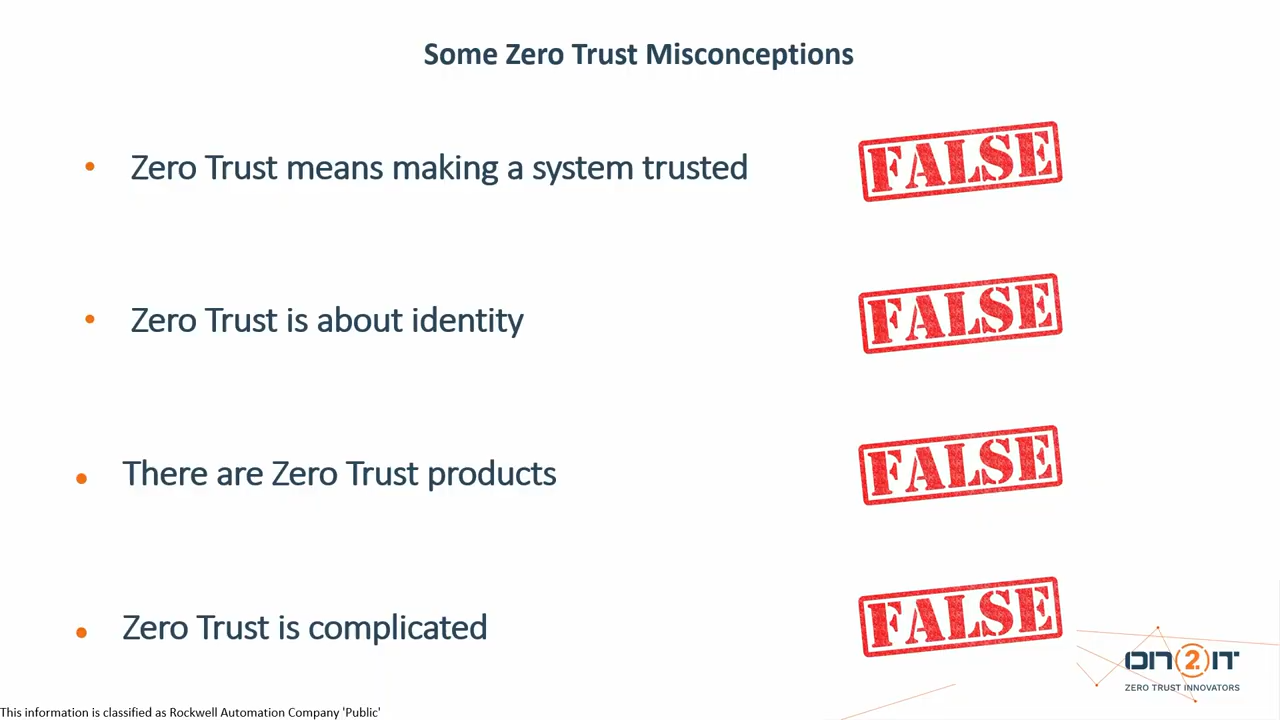 Some Zero Trust Misconceptions
• Zero Trust means making a system trusted
FALSE
• Zero Trust is about identity
FALSE
• There are Zero Trust products
FALSE
• Zero Trust is complicated
FALSE
ON2IT
ZERO TRUST INNOVATORS
This information is classified as Rockwell Automation Company 'Public'